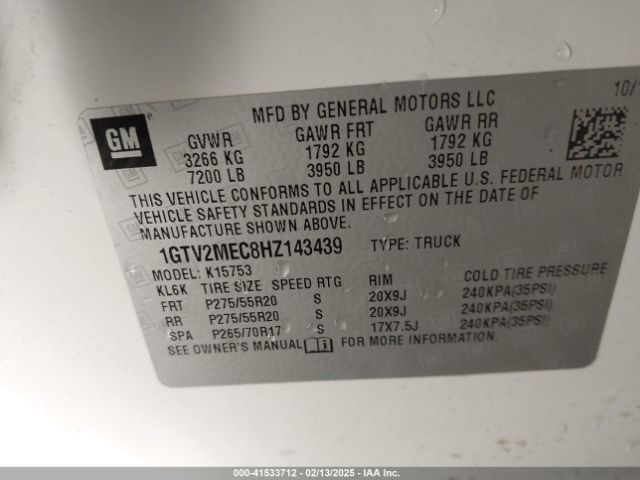 MFD BY GENERAL MOTORS LLC
10/
GM
GVWR GAWR FRT GAWR RR
3266 KG 1792 KG 1792 KG
7200 LB 3950 LB 3950 LB
THIS VEHICLE CONFORMS TO ALL APPLICABLE U.S. FEDERAL MOTOR
VEHICLE SAFETY STANDARDS IN EFFECT ON THE DATE OF
MANUFACTURE SHOWN ABOVE.
1GTV2MEC8HZ143439 TYPE: TRUCK
MODEL: K15753
KL6K TIRE SIZE SPEED RTG RIM COLD TIRE PRESSURE
FRT P275/55R20 S 20X9J 240KPA(35PSI)
RR P275/55R20 S 20X9J 240KPA(35PSI)
SPA P265/70R17 S 17X7.5J 240KPA(35PSI)
SEE OWNER'S MANUAL FOR MORE INFORMATION.
000-41533712 - 02/13/2025 - IAA Inc.